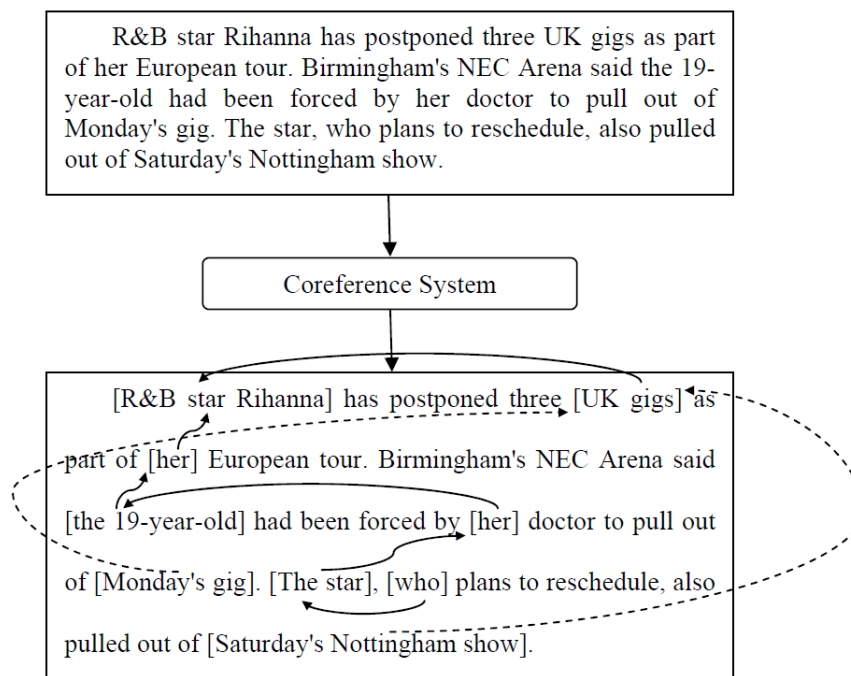 R&B star Rihanna has postponed three UK gigs as part
of her European tour. Birmingham's NEC Arena said the 19-
year-old had been forced by her doctor to pull out of
Monday's gig. The star, who plans to reschedule, also pulled
out of Saturday's Nottingham show.
Coreference System
[R&B star Rihanna] has postponed three [UK gigs] as
part of [her] European tour. Birmingham's NEC Arena said
[the 19-year-old] had been forced by [her] doctor to pull out
of [Monday's gig]. [The star], [who] plans to reschedule, also
pulled out of [Saturday's Nottingham show].